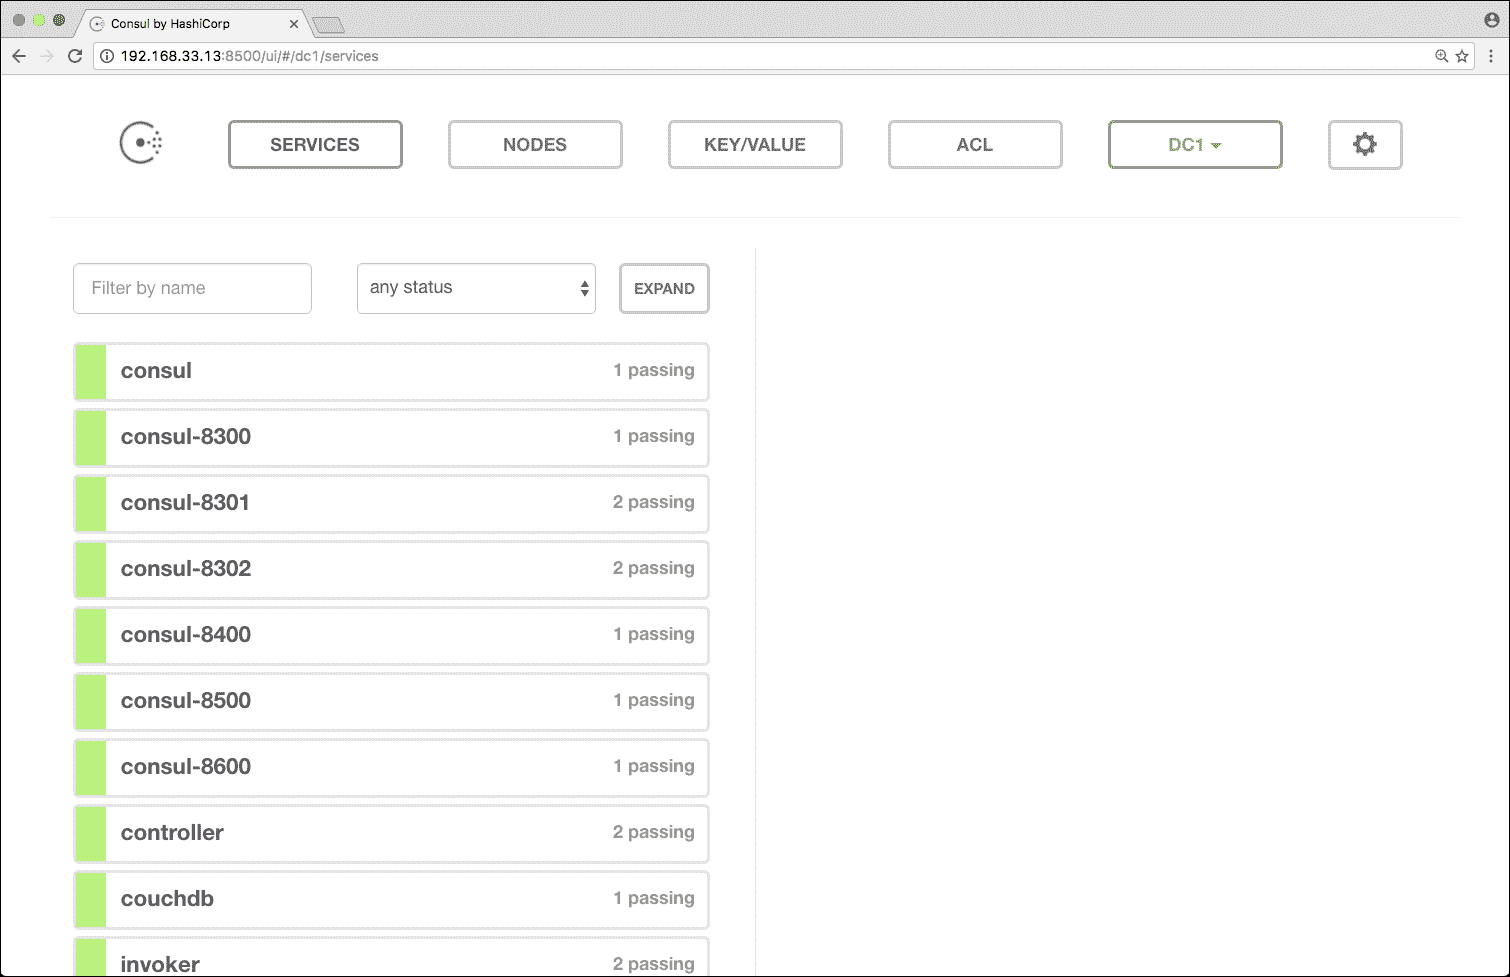 Consul by HashiCorp
192.168.33.13:8500/ui/#/dc1/services
SERVICES NODES KEY/VALUE ACL DC1
Filter by name any status EXPAND
consul 1 passing
consul-8300 1 passing
consul-8301 2 passing
consul-8302 2 passing
consul-8400 1 passing
consul-8500 1 passing
consul-8600 1 passing
controller 2 passing
couchdb 1 passing
invoker 2 passing